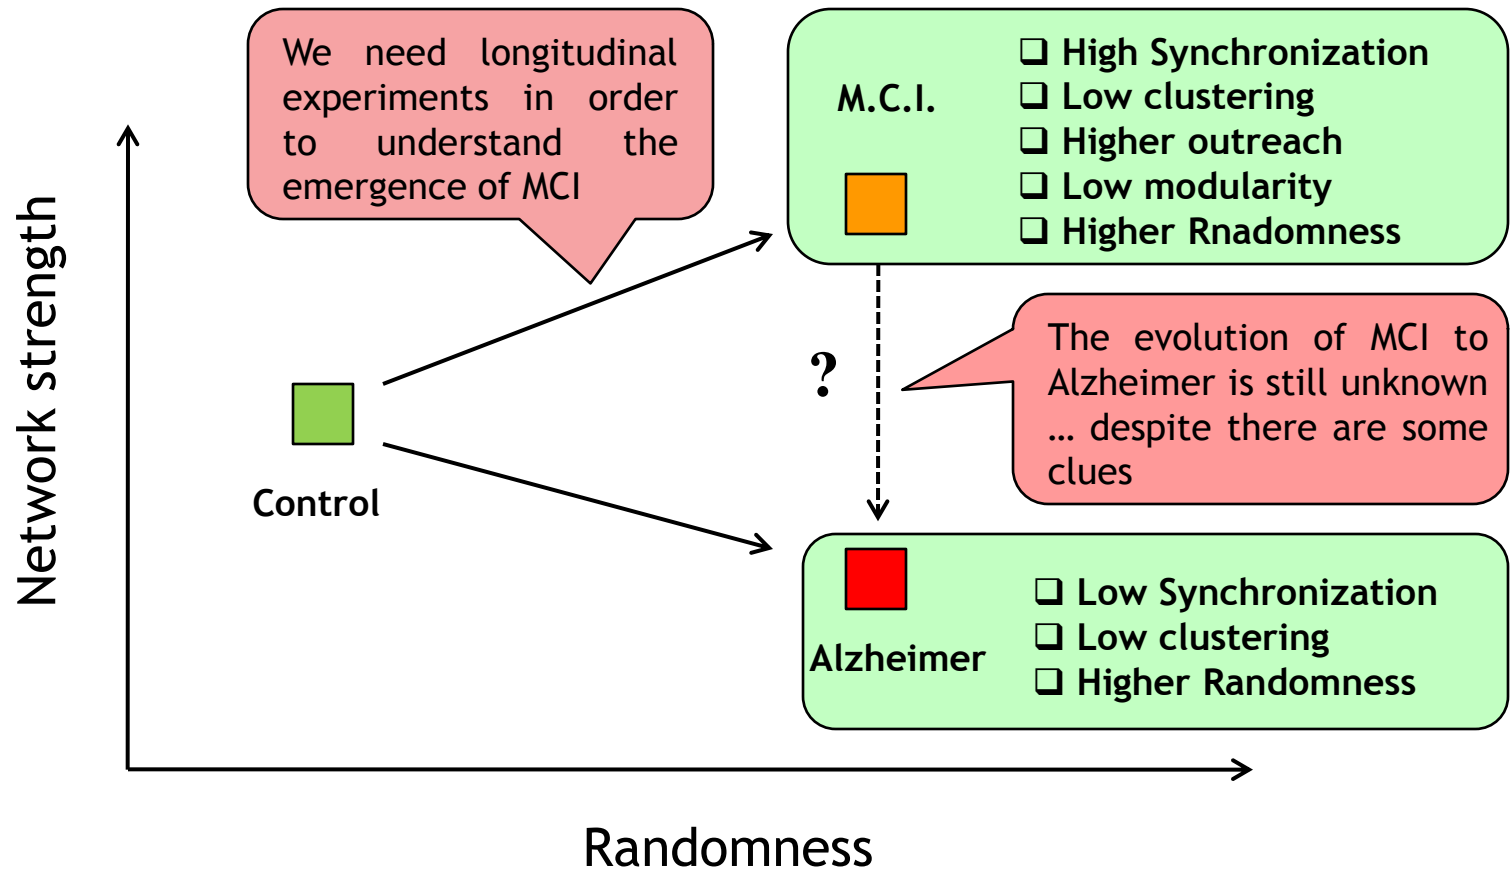 We need longitudinal
experiments in order
to understand the
emergence of MCI
M.C.I.
❑ High Synchronization
❑ Low clustering
❑ Higher outreach
❑ Low modularity
❑ Higher Rnadomness
Network strength
?
The evolution of MCI to
Alzheimer is still unknown
... despite there are some
clues
Control
Alzheimer
❑ Low Synchronization
❑ Low clustering
❑ Higher Randomness
Randomness